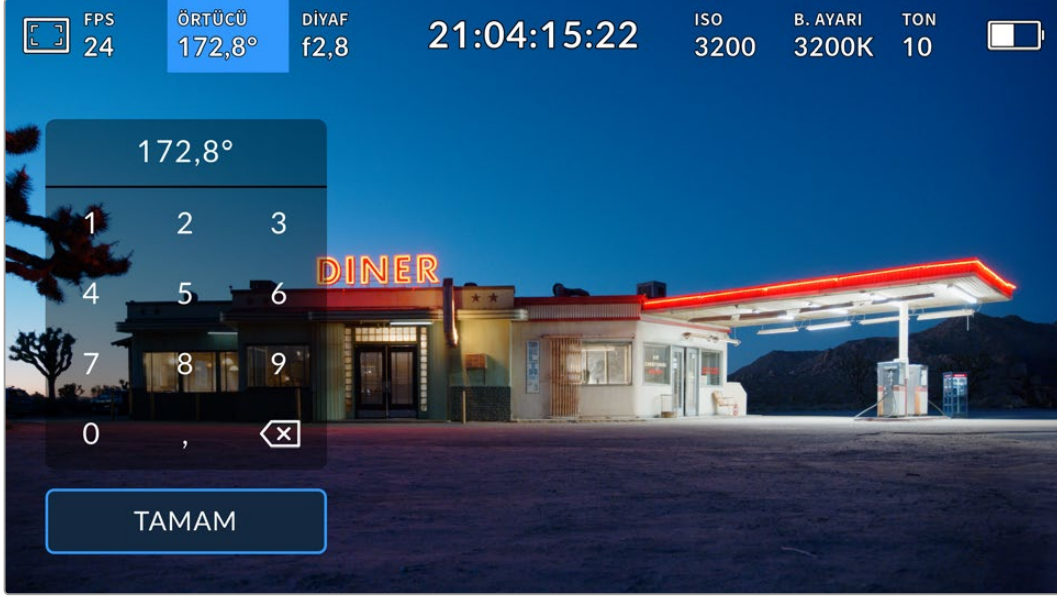 FPS
24
ÖRTÜCÜ
172,8°
DİYAF
f2,8
21:04:15:22
ISO
3200
B. AYARI
3200K
TON
10
172,8°
1 2 3
4 5 6
7 8 9
0 ,
TAMAM
DINER